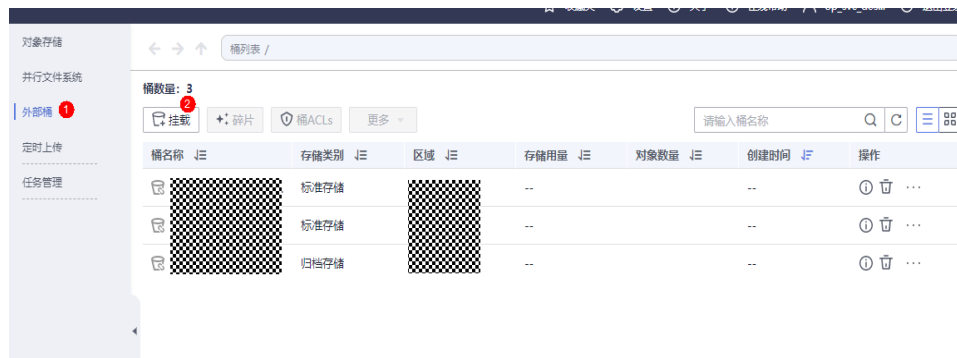 对象存储
并行文件系统
外部桶 1
定时上传
任务管理
桶列表 /
桶数量：3
2
挂载 碎片 桶ACLs 更多 请输入桶名称
桶名称 存储类别 区域 存储用量 对象数量 创建时间 操作
标准存储 -- --
标准存储 -- --
归档存储 -- --